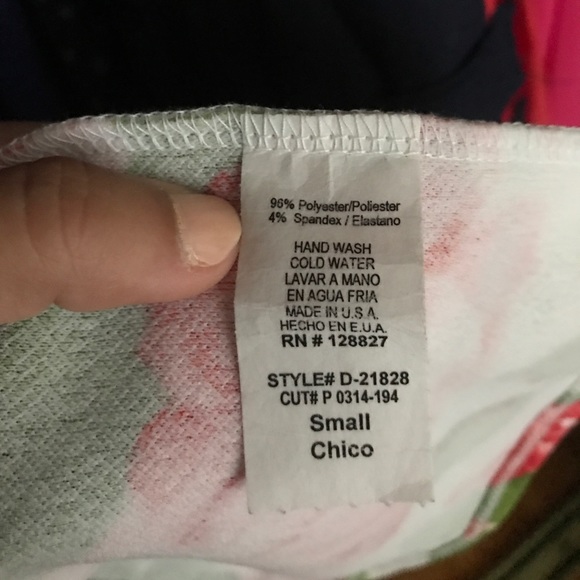 96% Polyester/Poliester
4% Spandex / Elastano
HAND WASH
COLD WATER
LAVAR A MANO
EN AGUA FRIA
MADE IN U.S.A.
HECHO EN E.U.A.
RN # 128827
STYLE# D-21828
CUT# P 0314-194
Small
Chico